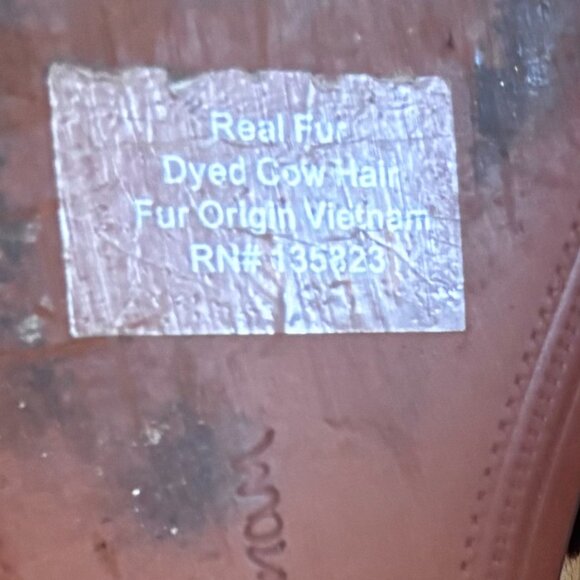 Real Fur
Dyed Cow Hair
Fur Origin Vietnam
RN# 135823